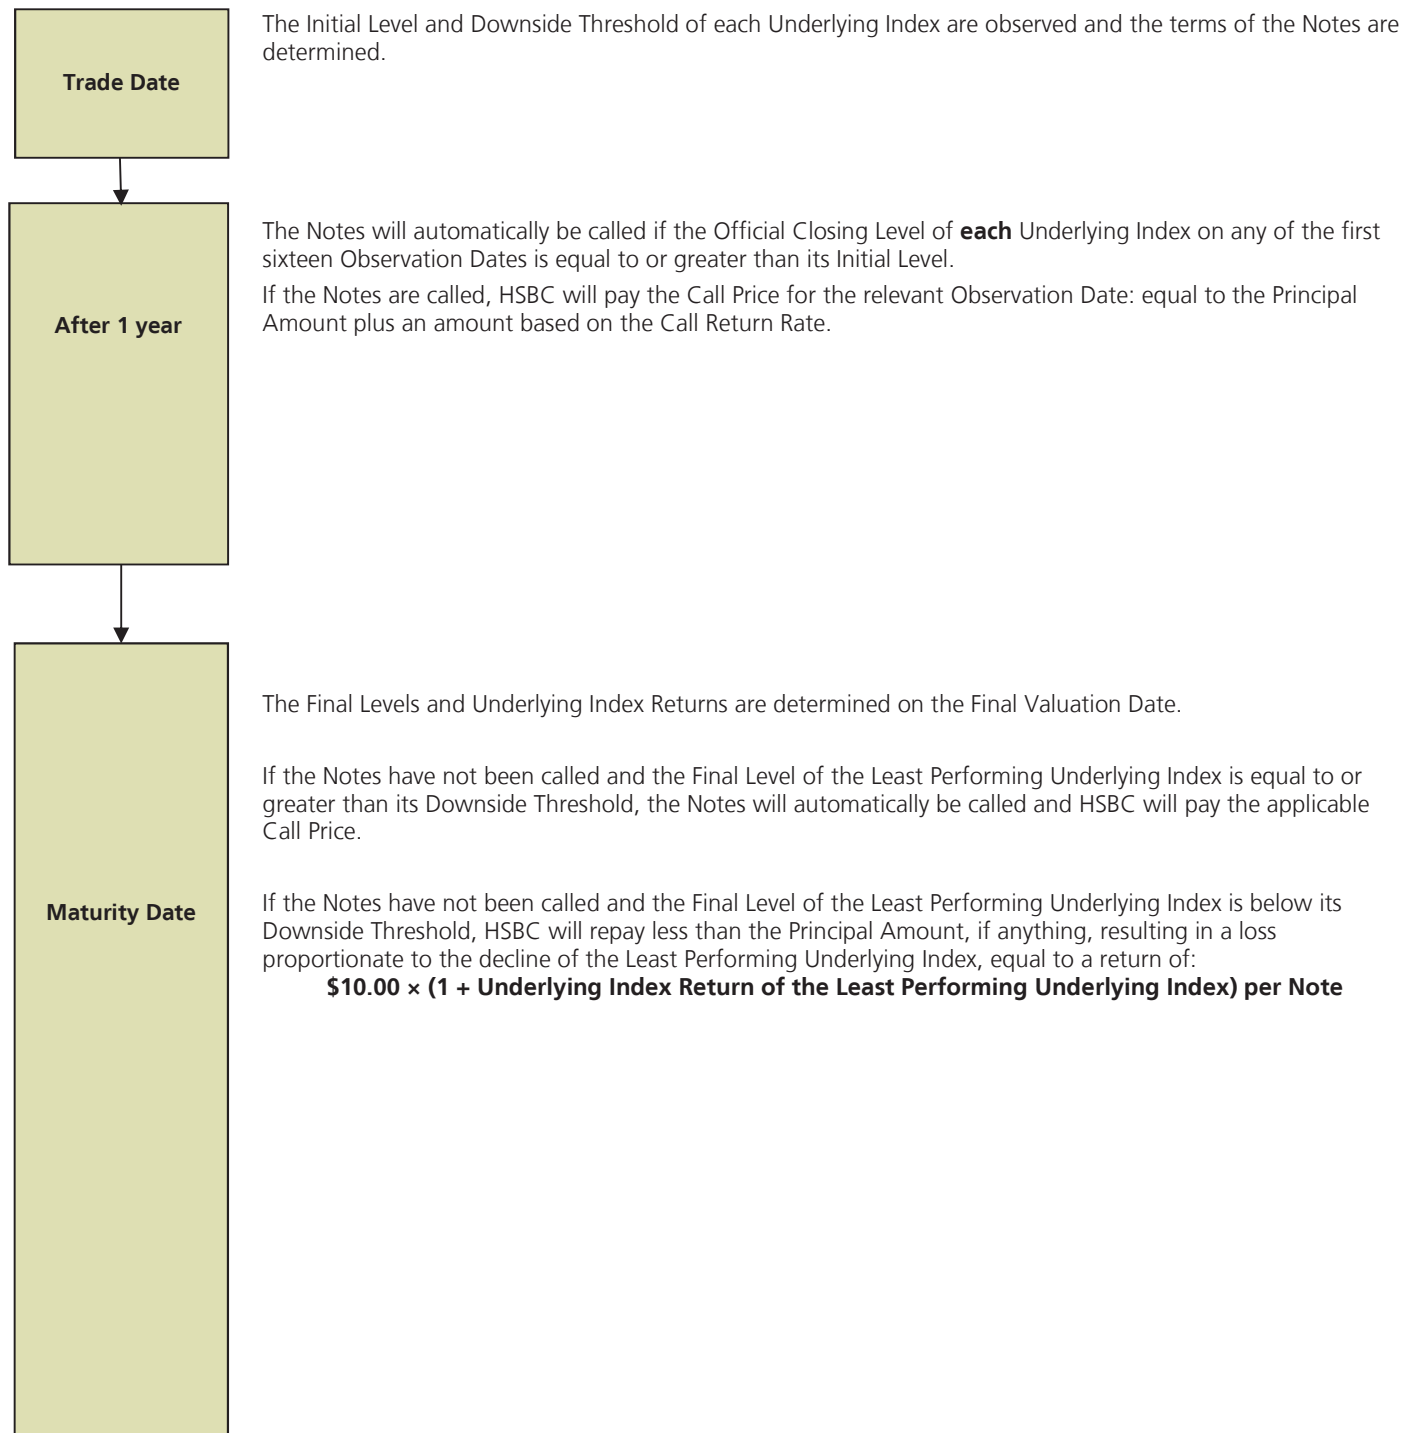 Trade Date
The Initial Level and Downside Threshold of each Underlying Index are observed and the terms of the Notes are
determined.
After 1 year
The Notes will automatically be called if the Official Closing Level of each Underlying Index on any of the first
sixteen Observation Dates is equal to or greater than its Initial Level.
If the Notes are called, HSBC will pay the Call Price for the relevant Observation Date: equal to the Principal
Amount plus an amount based on the Call Return Rate.
Maturity Date
The Final Levels and Underlying Index Returns are determined on the Final Valuation Date.
If the Notes have not been called and the Final Level of the Least Performing Underlying Index is equal to or
greater than its Downside Threshold, the Notes will automatically be called and HSBC will pay the applicable
Call Price.
If the Notes have not been called and the Final Level of the Least Performing Underlying Index is below its
Downside Threshold, HSBC will repay less than the Principal Amount, if anything, resulting in a loss
proportionate to the decline of the Least Performing Underlying Index, equal to a return of:
$10.00 × (1 + Underlying Index Return of the Least Performing Underlying Index) per Note